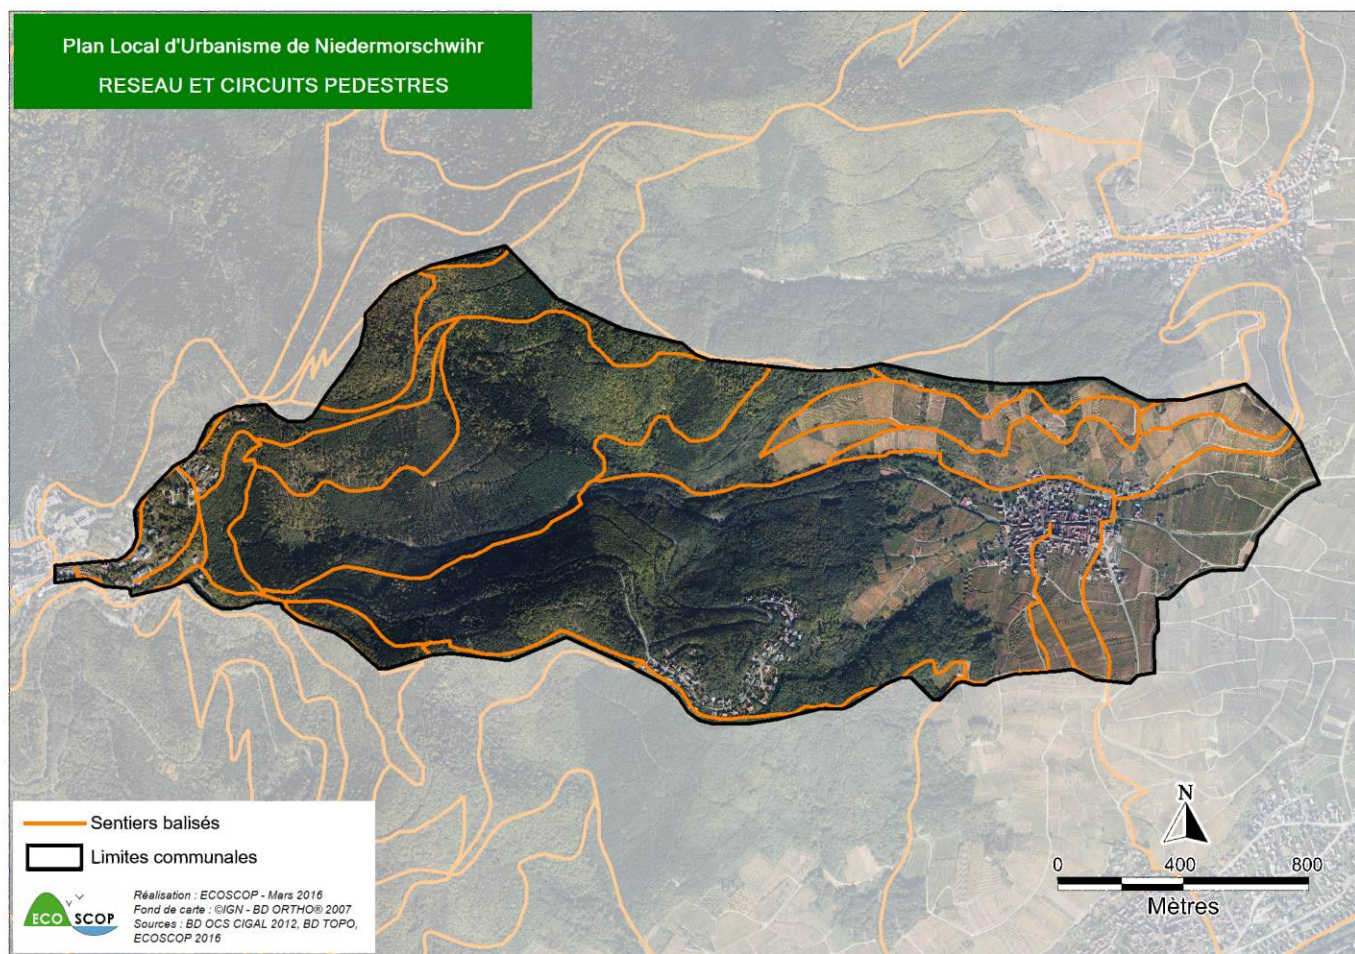 Plan Local d'Urbanisme de Niedermorschwihr
RESEAU ET CIRCUITS PEDESTRES
Sentiers balisés
Limites communales
ECO SCOP
Réalisation : ECOSCOP - Mars 2016
Fond de carte : ©IGN - BD ORTHO® 2007
Sources : BD OCS CIGAL 2012, BD TOPO,
ECOSCOP 2016
N
0 400 800
Mètres